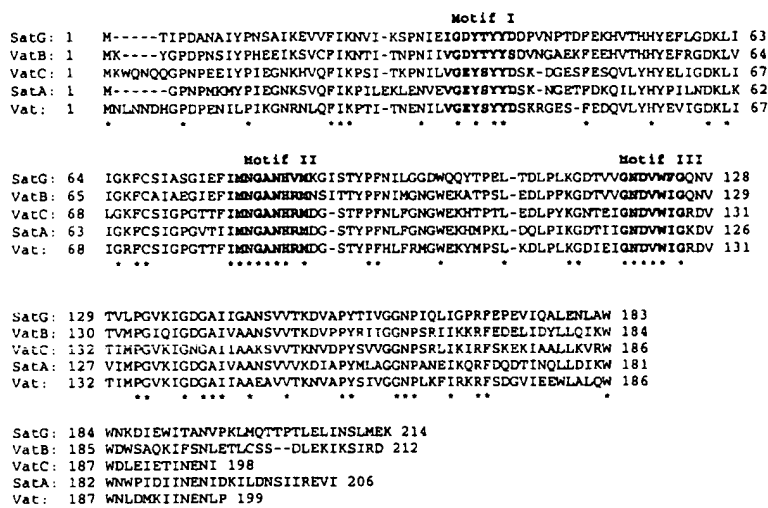 Motif I
SatG: 1 M-----TIPDANAIYPNSAIKEVVFIKNVI-KSPNIEIGDYTYYDDPVNPTDFEKHVTHHYEFLGDKLI 63
VatB: 1 MK----YGPDPNSIYPHEEIKSVCFIKNTI-TNPNIIVGDYTYYSDVNGAEKFEEHVTHHYEFRGDKLV 64
VatC: 1 MKWQNQQGPNPEEIYPIEGNKHVQFIKPSI-TKPNILVGEYSYYDSK-DGESFESQVLYHYELIGDKLI 67
SatA: 1 M-----GPNPMKMYPIEGNKSVQFIKPILEKLENVEVGEYSYYDSK-NGETFDKQILYHYPILNDKLK 62
Vat: 1 MNLNNDHGPDPENILPIKGNRNLQFIKPTI-TNENILVGEYSYYDSKRGES-FEDQVLYHYEVIGDKLI 67
* * * *** * * ** * * * ***
Motif II Motif III
SatG: 64 IGKFCSIASGIEFIMNGANHVMKGISTYPFNILGGDWQQYTPEL-TDLPLKGDTVVGNDVWFGQNV 128
VatB: 65 IGKFCAIAEGIEFIMNGANHRMNSITTYPFNIMGNGWEKATPSL-EDLPFKGDTVVGNDVWIGQNV 129
VatC: 68 LGKFCSIGPGTTFIMNGANHRMDG-STFPFNLFGNGWEKHTPTL-EDLPYKGNTEIGNDVWIGRDV 131
SatA: 63 IGKFCSIGPGVTIIMNGANHRMDG-STYPFNLFGNGWEKHMPKL-DQLPIKGDTIIGNDVWIGKDV 126
Vat: 68 IGRFCSIGPGTTFIMNGANHRMDG-STYPFHLFRMGWEKYMPSL-KDLPLKGDIEIGNDVWIGRDV 131
* ** ******* * ** * * ** ***** *
SatG: 129 TVLPGVKIGDGAIIGANSVVTKDVAPYTIVGGNPIQLIGPRFEPEVIQALENLAW 183
VatB: 130 TVMPGIQIGDGAIVAANSVVTKDVPPYRIIGGNPSRIIKKRFEDELIDYLLQIKW 184
VatC: 132 TIMPGVKIGNGAIIAAKSVVTKNVDPYSVVGGNPSRLIKIRFSKEKIAALLKVRW 186
SatA: 127 VIMPGVKIGDGAIVAANSVVVKDIAPYMLAGGNPANEIKQRFDQDTINQLLDIKW 181
Vat: 132 TIMPGVKIGDGAIIAAEAVVTKNVAPYSIVGGNPLKFIRKRFSDGVIEEWLALQW 186
** ** *** * * ** *** * ** *
SatG: 184 WNKDIEWITANVPKLMQTTPTLELINSLMEK 214
VatB: 185 WDWSAQKIFSNLETLCSS--DLEKIKSIRD 212
VatC: 187 WDLEIETINENI 198
SatA: 182 WNWPIDIINENIDKILDNSIIREVI 206
Vat: 187 WNLDMKIINENLP 199